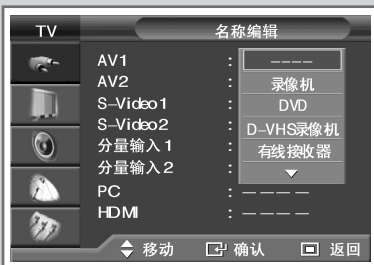 TV 名称编辑
AV1 : ----
AV2 : 录像机
S-Video1 : DVD
S-Video2 : D-VHS录像机
分量输入1 : 有线接收器
分量输入2 : ▼
PC : ----
HDMI : ----
移动 确认 返回